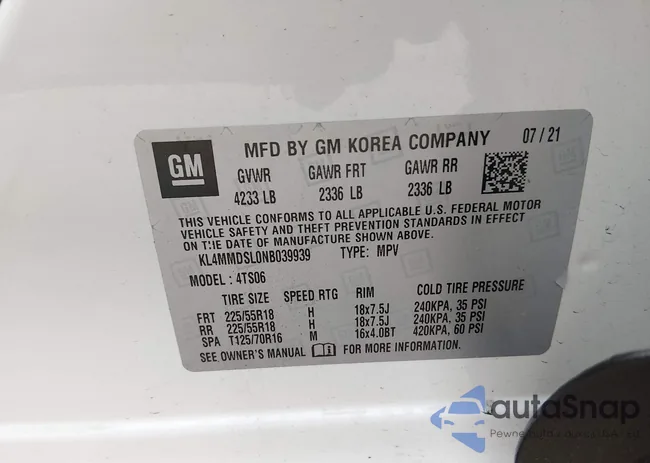 GM
MFD BY GM KOREA COMPANY 07/21
GVWR GAWR FRT GAWR RR
4233 LB 2336 LB 2336 LB
THIS VEHICLE CONFORMS TO ALL APPLICABLE U.S. FEDERAL MOTOR
VEHICLE SAFETY AND THEFT PREVENTION STANDARDS IN EFFECT
ON THE DATE OF MANUFACTURE SHOWN ABOVE.
KL4MMDSL0NB039939 TYPE: MPV
MODEL: 4TS06
TIRE SIZE SPEED RTG RIM COLD TIRE PRESSURE
FRT 225/55R18 H 18x7.5J 240KPA, 35 PSI
RR 225/55R18 H 18x7.5J 240KPA, 35 PSI
SPA T125/70R16 M 16x4.0BT 420KPA, 60 PSI
SEE OWNER'S MANUAL FOR MORE INFORMATION.
autaSnap